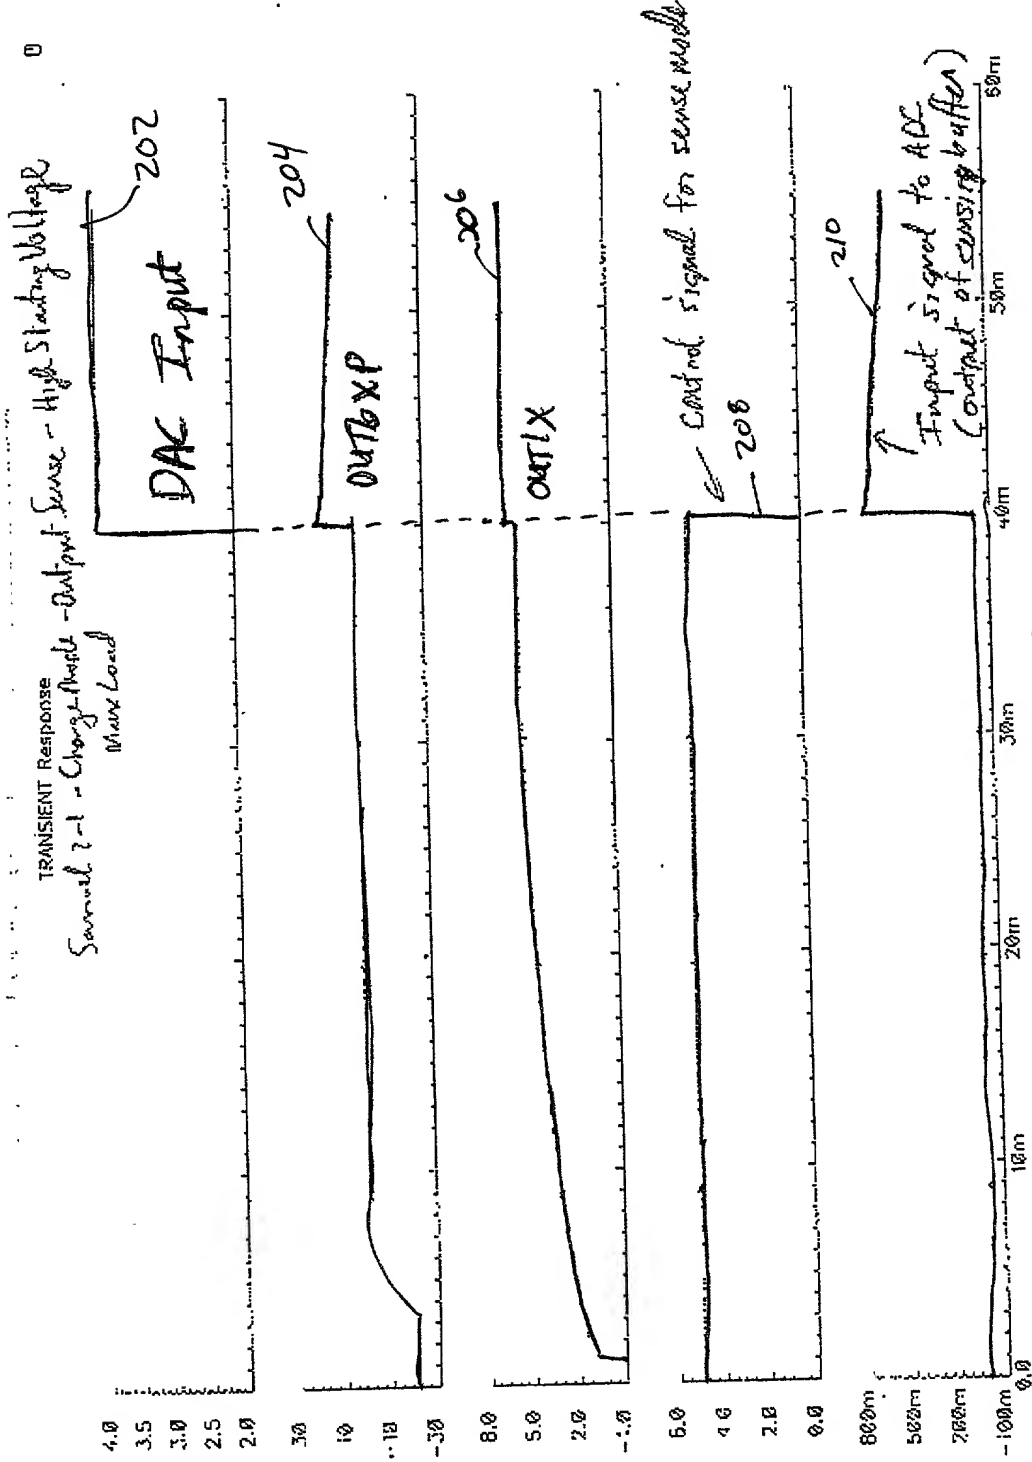 TRANSIENT Response
2-1 - Charge Mode - Output Sense - High Starting Voltage
Max Load
0
4.0
3.5
3.0
2.5
2.0
202
DAC Input
30
10
-10
-30
204
OUT6XP
8.0
5.0
2.0
-1.0
206
OUT1X
6.0
4.0
2.0
0.0
← control signal for sense mode
208
800m
500m
200m
-100m
210
↑
Input signal to ADC
(output of sensing buffer)
0.0
10m
20m
30m
40m
50m
60m